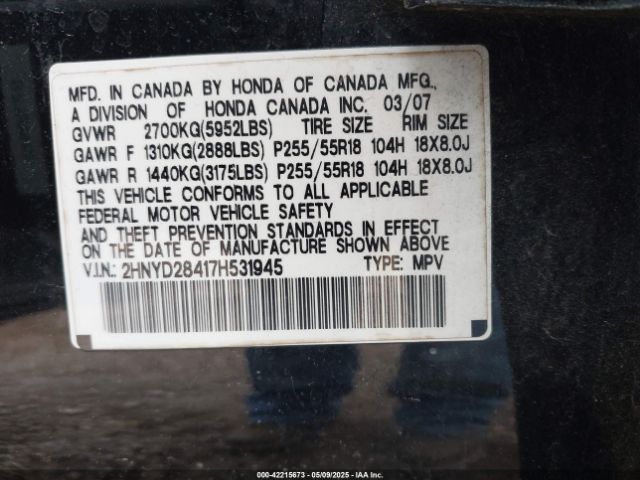 MFD. IN CANADA BY HONDA OF CANADA MFG.,
A DIVISION OF HONDA CANADA INC. 03/07
GVWR 2700KG(5952LBS) TIRE SIZE RIM SIZE
GAWR F 1310KG(2888LBS) P255/55R18 104H 18X8.0J
GAWR R 1440KG(3175LBS) P255/55R18 104H 18X8.0J
THIS VEHICLE CONFORMS TO ALL APPLICABLE
FEDERAL MOTOR VEHICLE SAFETY
AND THEFT PREVENTION STANDARDS IN EFFECT
ON THE DATE OF MANUFACTURE SHOWN ABOVE
V.I.N.: 2HNYD28417H531945 TYPE: MPV
000-42215673 - 05/09/2025 - IAA Inc.